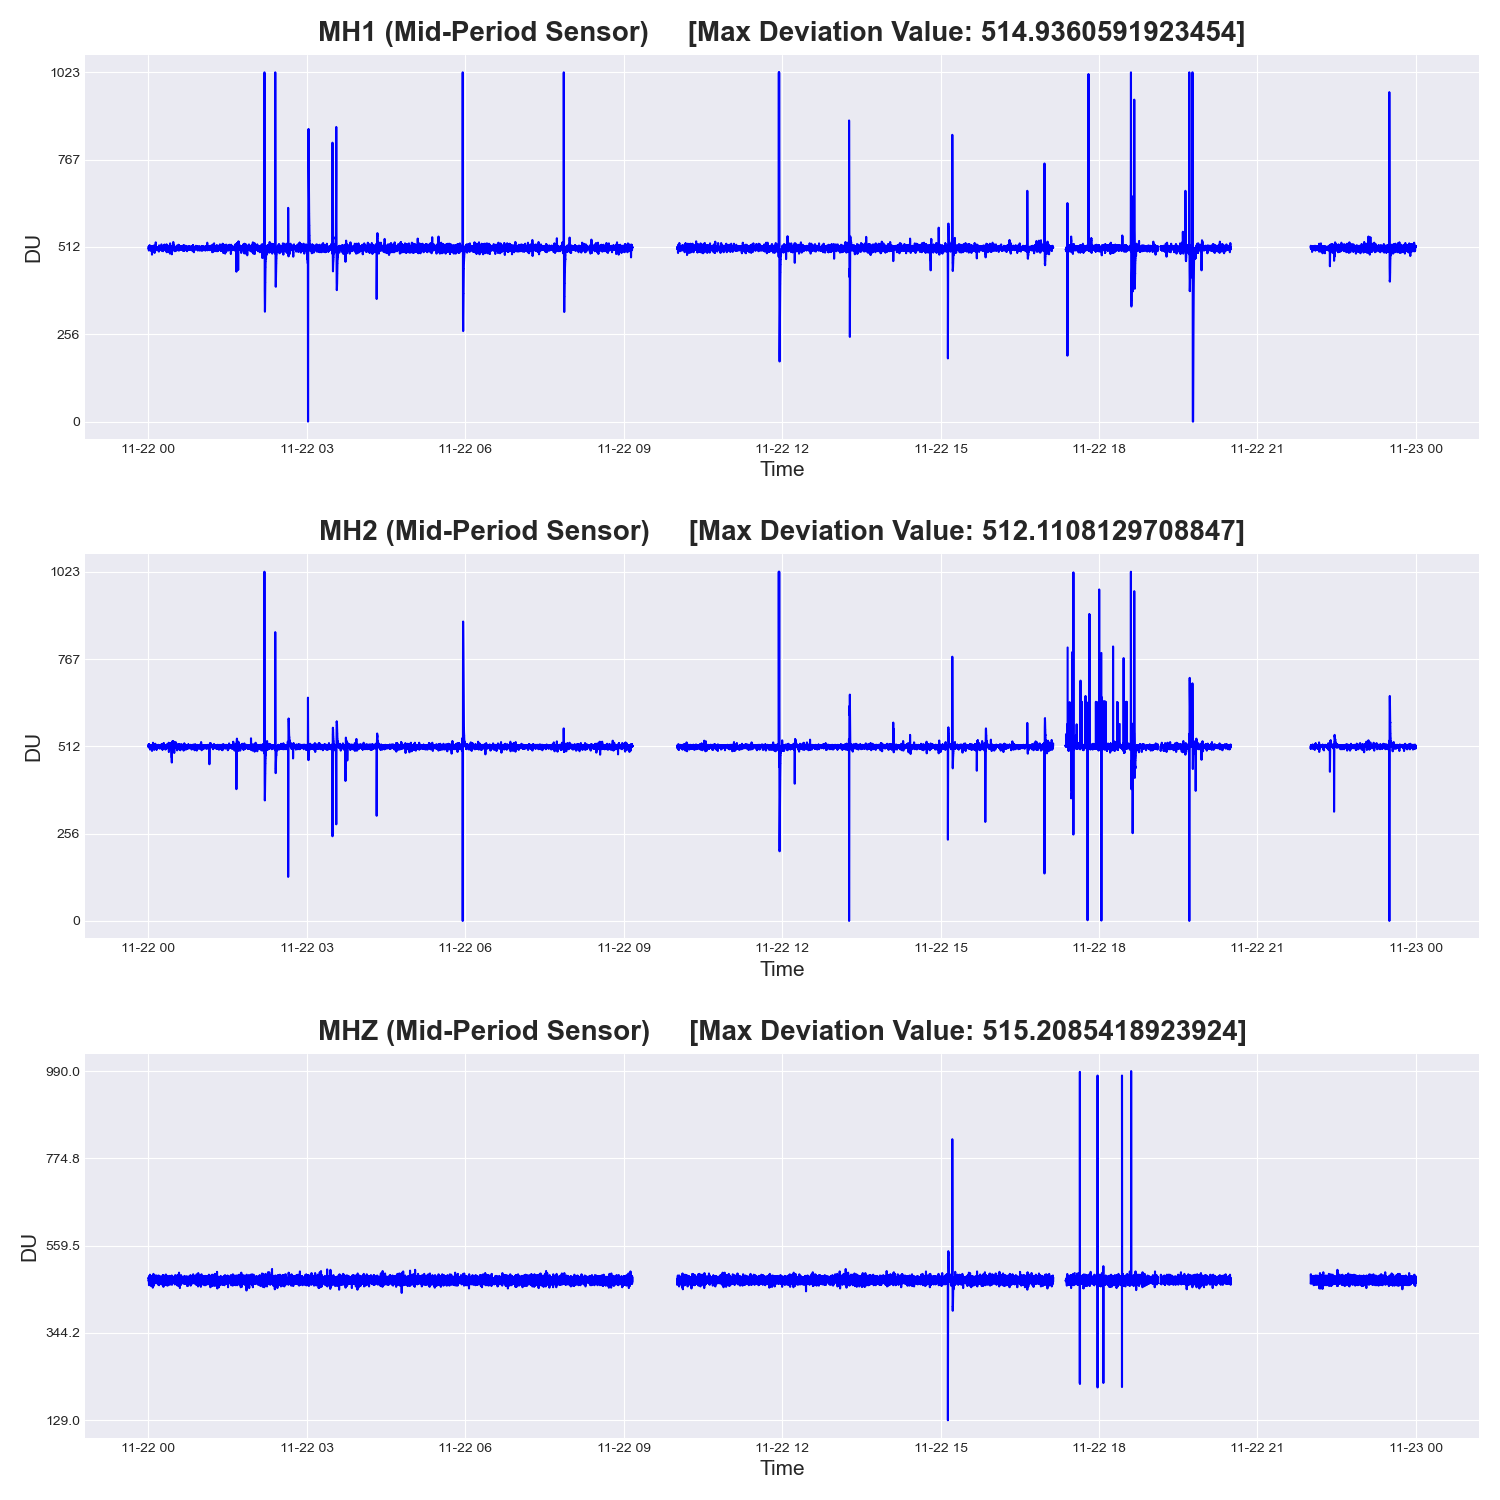 MH1 (Mid-Period Sensor)     [Max Deviation Value: 514.9360591923454]
1023
767
512
256
0
DU
11-22 00 11-22 03 11-22 06 11-22 09 11-22 12 11-22 15 11-22 18 11-22 21 11-23 00
Time
MH2 (Mid-Period Sensor)     [Max Deviation Value: 512.1108129708847]
1023
767
512
256
0
DU
11-22 00 11-22 03 11-22 06 11-22 09 11-22 12 11-22 15 11-22 18 11-22 21 11-23 00
Time
MHZ (Mid-Period Sensor)     [Max Deviation Value: 515.2085418923924]
990.0
774.8
559.5
344.2
129.0
DU
11-22 00 11-22 03 11-22 06 11-22 09 11-22 12 11-22 15 11-22 18 11-22 21 11-23 00
Time